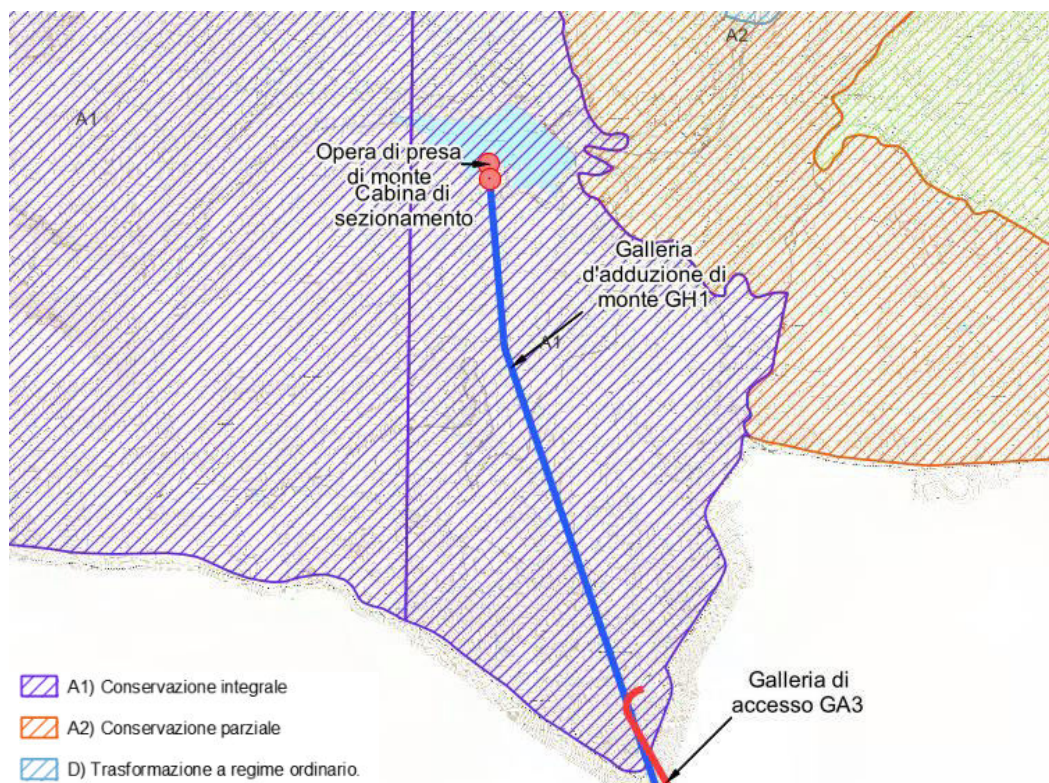 A2
A1
Opera di presa
di monte
Cabina di
sezionamento
Galleria
d'adduzione di
monte GH1
A1
Galleria di
accesso GA3
A1) Conservazione integrale
A2) Conservazione parziale
D) Trasformazione a regime ordinario.